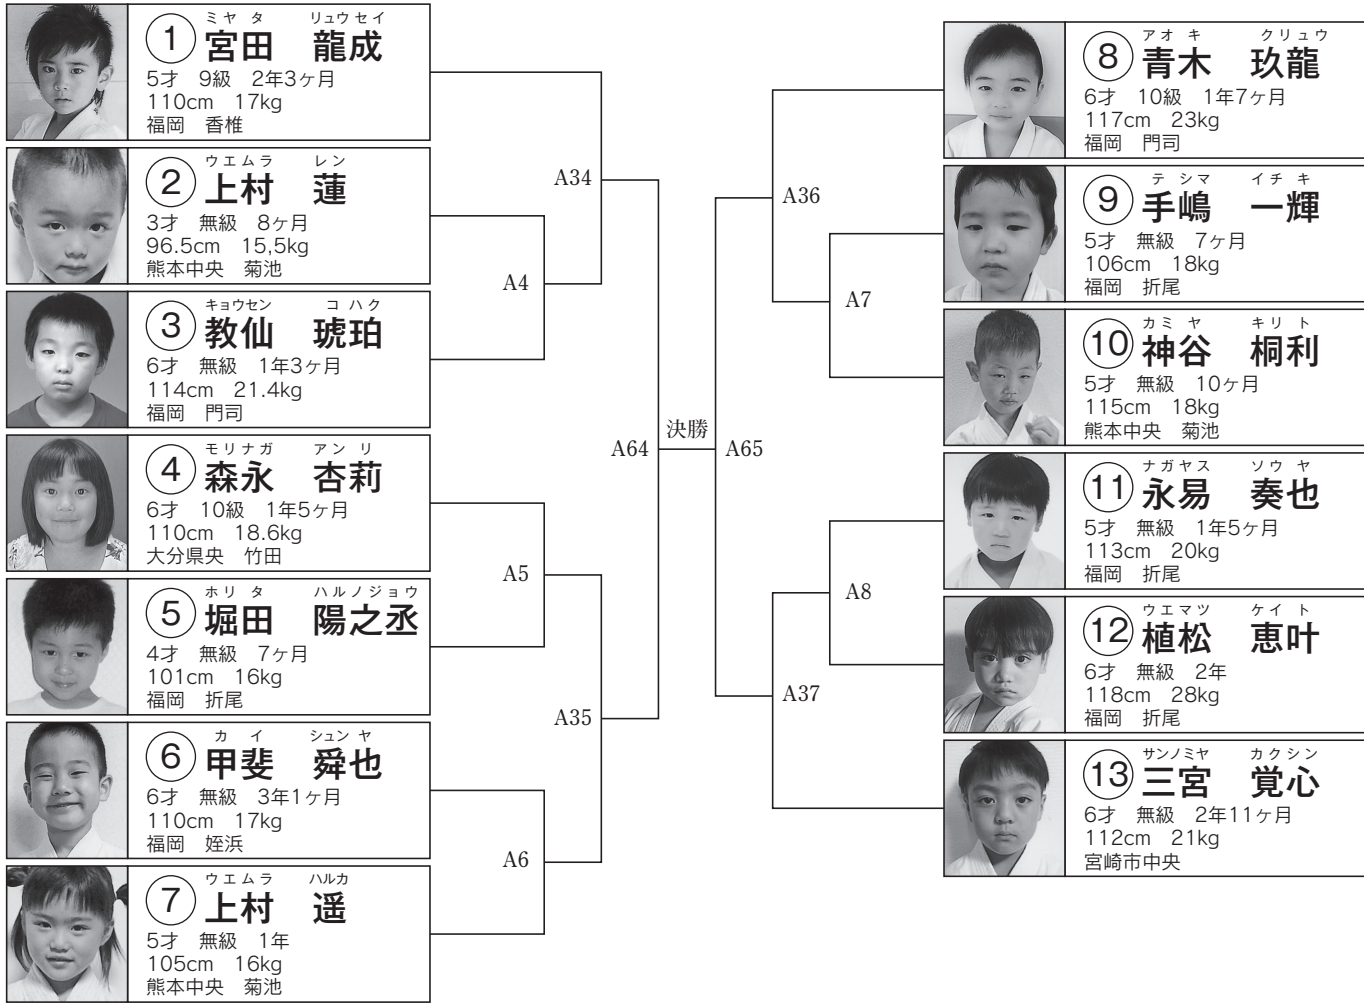 ミヤタ リュウセイ
① 宮田 龍成
5才 9級 2年3ヶ月
110cm 17kg
福岡 香椎
ウエムラ レン
② 上村 蓮
3才 無級 8ヶ月
96.5cm 15,5kg
熊本中央 菊池
キョウセン コハク
③ 教仙 琥珀
6才 無級 1年3ヶ月
114cm 21.4kg
福岡 門司
モリナガ アンリ
④ 森永 杏莉
6才 10級 1年5ヶ月
110cm 18.6kg
大分県央 竹田
ホリタ ハルノジョウ
⑤ 堀田 陽之丞
4才 無級 7ヶ月
101cm 16kg
福岡 折尾
カイ シュンヤ
⑥ 甲斐 舜也
6才 無級 3年1ヶ月
110cm 17kg
福岡 姪浜
ウエムラ ハルカ
⑦ 上村 遥
5才 無級 1年
105cm 16kg
熊本中央 菊池
A34
A4
A5
A35
A6
A64
決勝
A65
A36
A7
A8
A37
アオキ クリュウ
⑧ 青木 玖龍
6才 10級 1年7ヶ月
117cm 23kg
福岡 門司
テシマ イチキ
⑨ 手嶋 一輝
5才 無級 7ヶ月
106cm 18kg
福岡 折尾
カミヤ キリト
⑩ 神谷 桐利
5才 無級 10ヶ月
115cm 18kg
熊本中央 菊池
ナガヤス ソウヤ
⑪ 永易 奏也
5才 無級 1年5ヶ月
113cm 20kg
福岡 折尾
ウエマツ ケイト
⑫ 植松 恵叶
6才 無級 2年
118cm 28kg
福岡 折尾
サンノミヤ カクシン
⑬ 三宮 覚心
6才 無級 2年11ヶ月
112cm 21kg
宮崎市中央